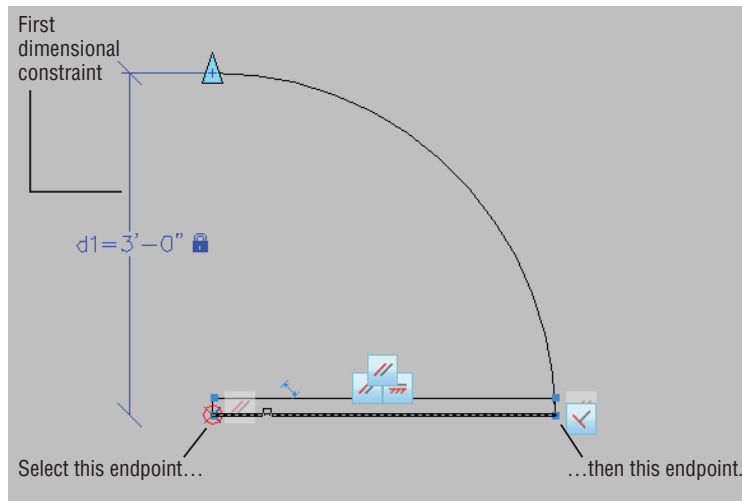 First
dimensional
constraint
d1=3'-0"
Select this endpoint…
…then this endpoint.